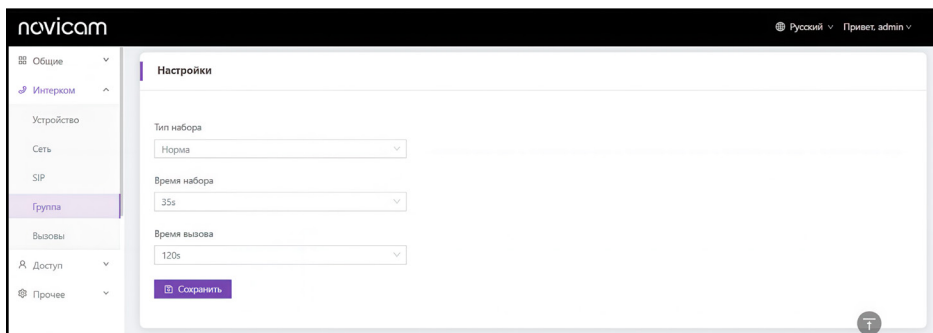 novicam
Русский Привет, admin
Общие
Интерком
Устройство
Сеть
SIP
Группа
Вызовы
Доступ
Прочее
Настройки
Тип набора
Норма
Время набора
35s
Время вызова
120s
Сохранить